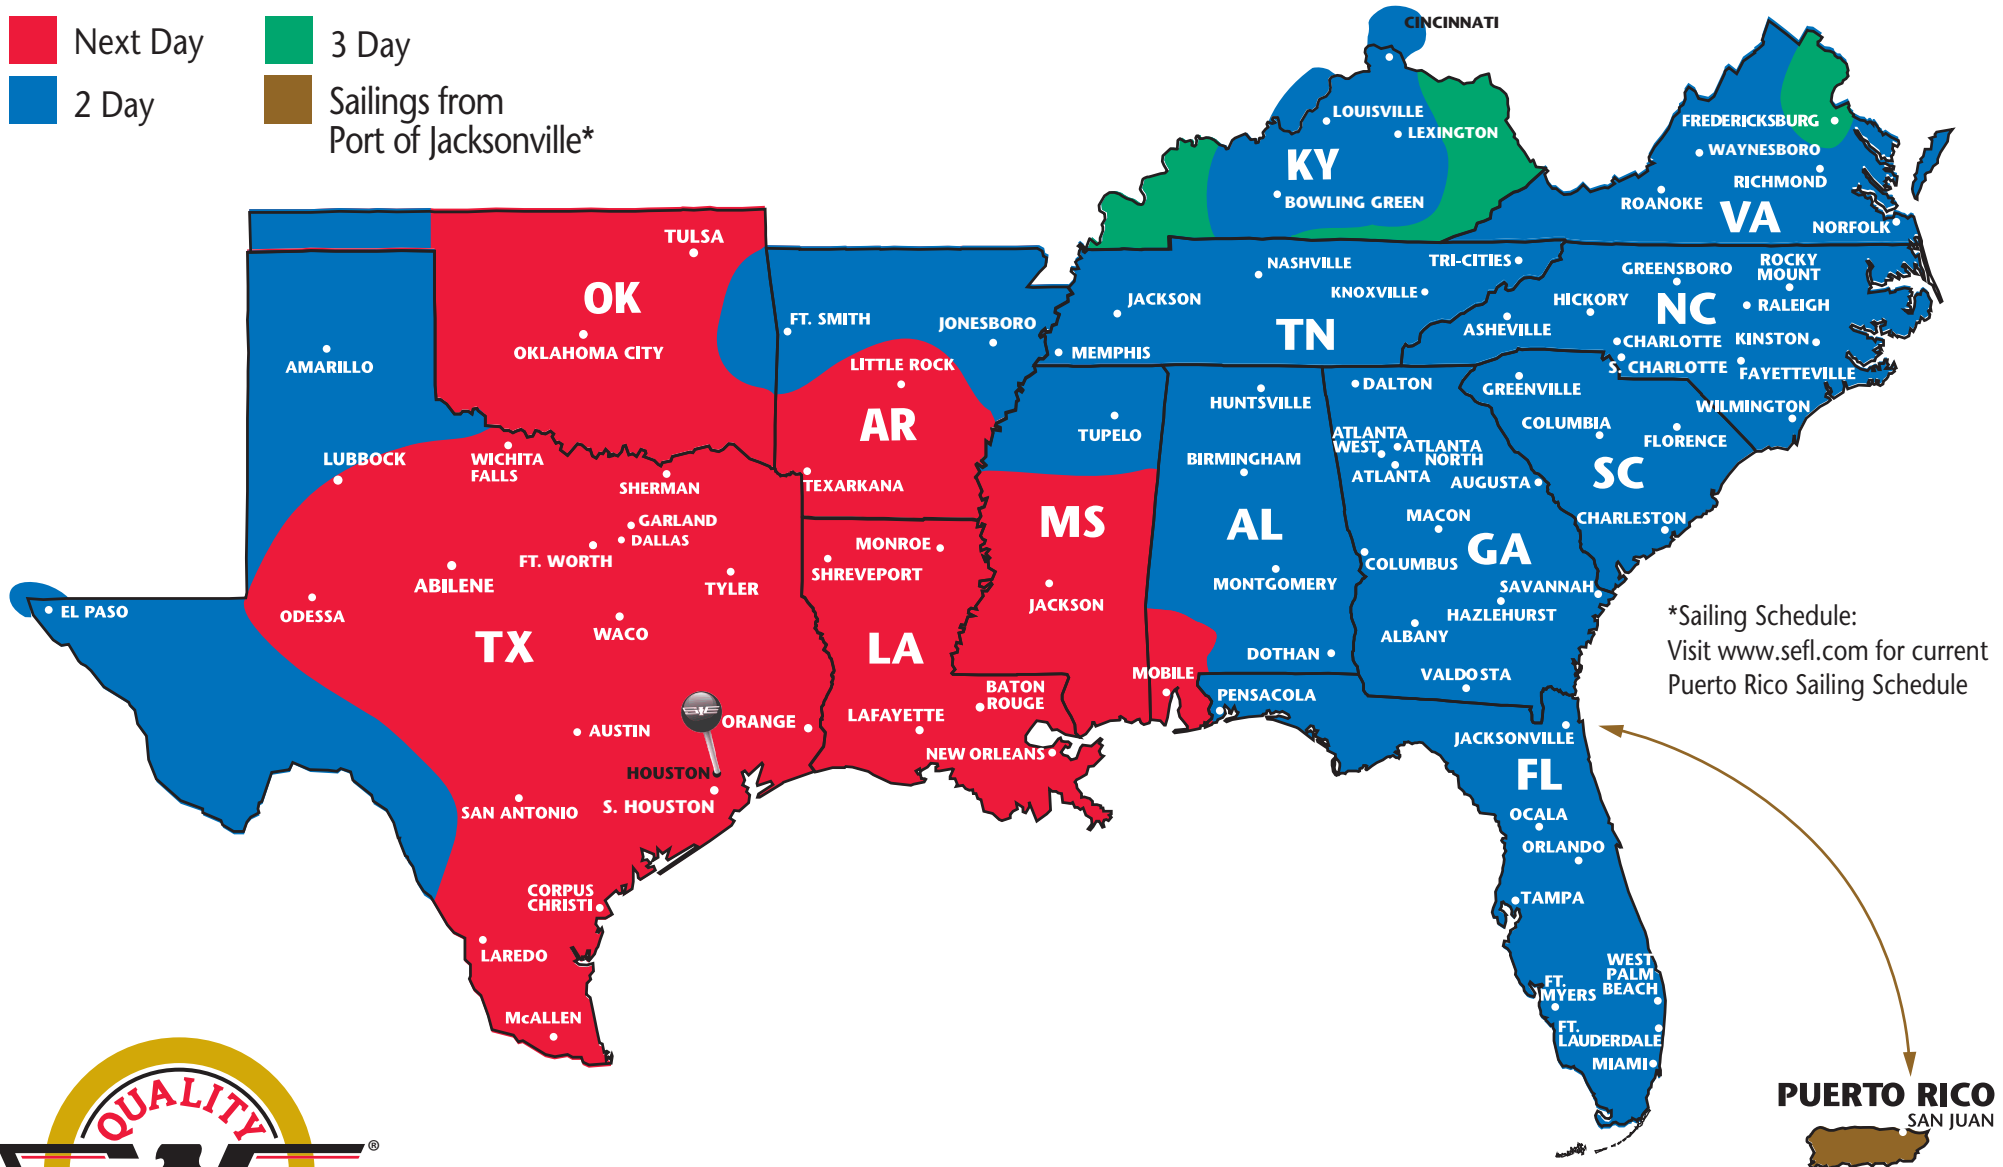 Next Day
3 Day
2 Day
Sailings from
Port of Jacksonville*
CINCINNATI
LOUISVILLE
LEXINGTON
KY
BOWLING GREEN
FREDERICKSBURG
WAYNESBORO
RICHMOND
ROANOKE
VA
NORFOLK
TULSA
OK
OKLAHOMA CITY
FT. SMITH
JONESBORO
LITTLE ROCK
AR
TEXARKANA
NASHVILLE
TRI-CITIES
KNOXVILLE
JACKSON
TN
MEMPHIS
GREENSBORO
ROCKY
MOUNT
HICKORY
NC
RALEIGH
ASHEVILLE
CHARLOTTE
KINSTON
S. CHARLOTTE
FAYETTEVILLE
WILMINGTON
GREENVILLE
COLUMBIA
FLORENCE
SC
CHARLESTON
AMARILLO
LUBBOCK
WICHITA
FALLS
SHERMAN
GARLAND
DALLAS
FT. WORTH
ABILENE
TYLER
ODESSA
EL PASO
WACO
TX
AUSTIN
ORANGE
HOUSTON
S. HOUSTON
SAN ANTONIO
CORPUS
CHRISTI
LAREDO
McALLEN
MONROE
SHREVEPORT
LA
BATON
ROUGE
LAFAYETTE
NEW ORLEANS
TUPELO
MS
JACKSON
HUNTSVILLE
BIRMINGHAM
AL
MONTGOMERY
DOTHAN
MOBILE
DALTON
ATLANTA
WEST
ATLANTA
NORTH
ATLANTA
AUGUSTA
MACON
GA
COLUMBUS
SAVANNAH
HAZLEHURST
ALBANY
VALDOSTA
PENSACOLA
JACKSONVILLE
FL
OCALA
ORLANDO
TAMPA
WEST
PALM
BEACH
FT.
MYERS
FT.
LAUDERDALE
MIAMI
*Sailing Schedule:
Visit www.sefl.com for current
Puerto Rico Sailing Schedule
PUERTO RICO
SAN JUAN
QUALITY
®